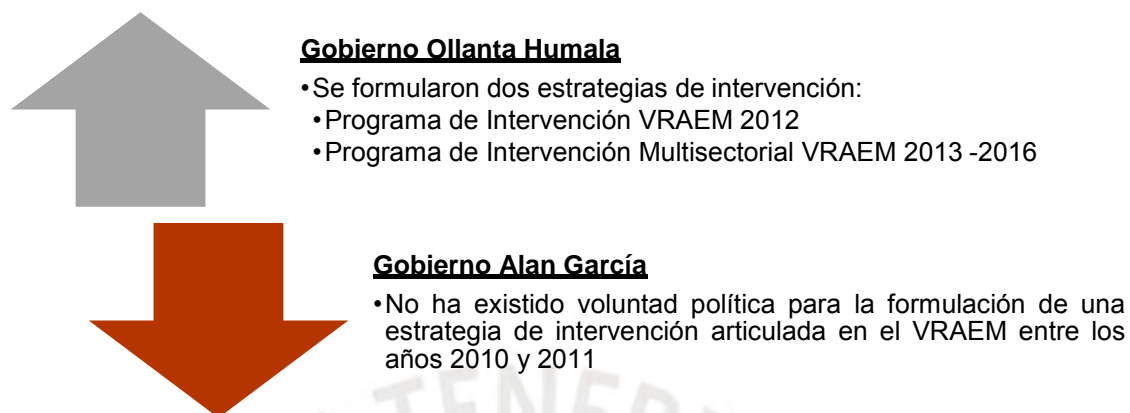 Gobierno Ollanta Humala
•Se formularon dos estrategias de intervención:
•Programa de Intervención VRAEM 2012
•Programa de Intervención Multisectorial VRAEM 2013 -2016
Gobierno Alan García
•No ha existido voluntad política para la formulación de una
estrategia de intervención articulada en el VRAEM entre los
años 2010 y 2011